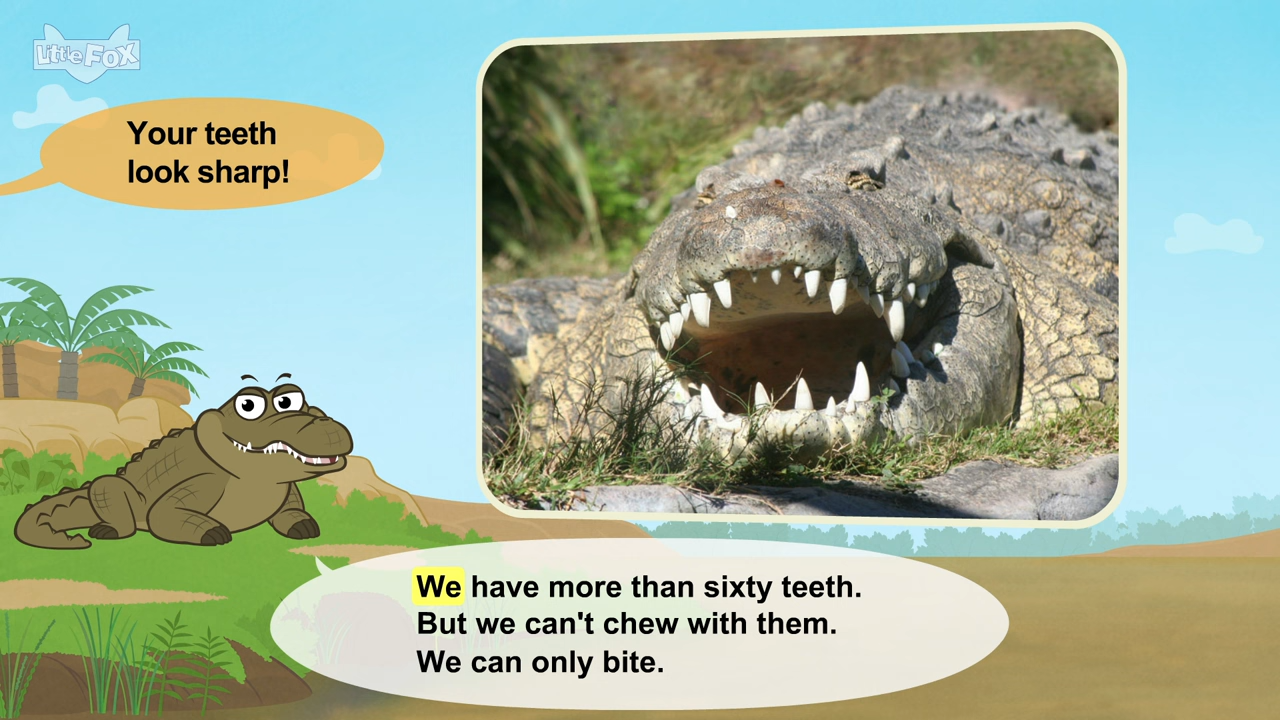 Little Fox
Your teeth
look sharp!
We have more than sixty teeth.
But we can't chew with them.
We can only bite.